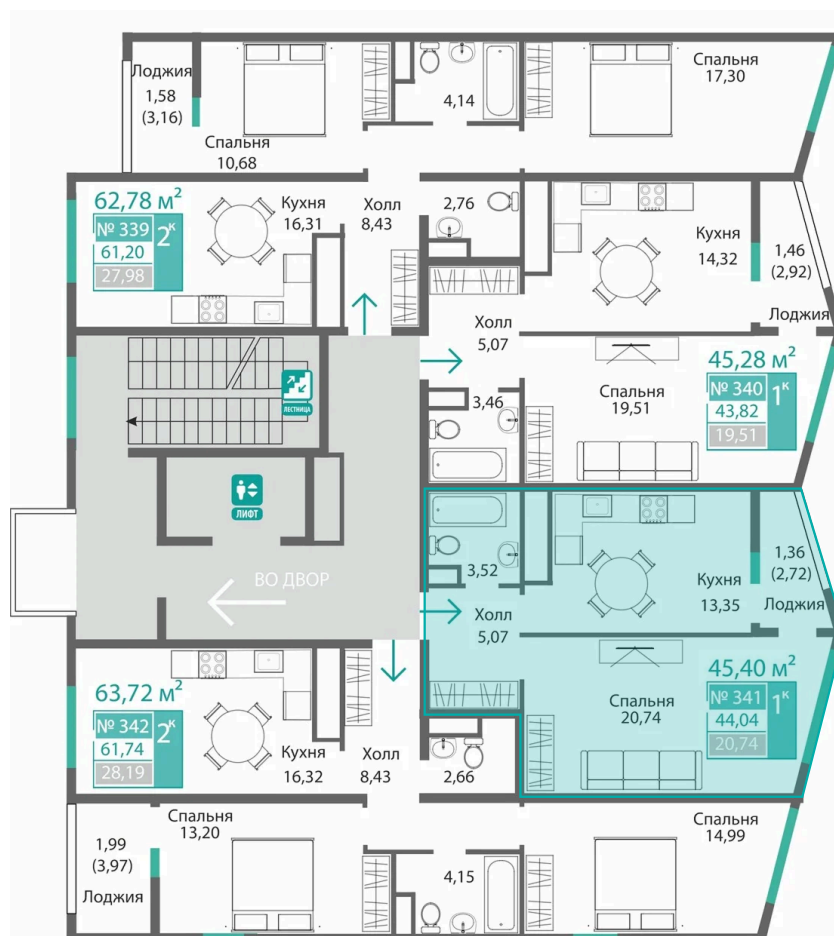 Лоджия
1,58
(3,16)
Спальня
10,68
4,14
Спальня
17,30
62,78 м²
№ 339
2к
61,20
27,98
Кухня
16,31
Холл
8,43
2,76
Кухня
14,32
1,46
(2,92)
Лоджия
Холл
5,07
45,28 м²
№ 340
1к
43,82
19,51
Спальня
19,51
3,46
ЛЕСТНИЦА
ЛИФТ
ВО ДВОР
3,52
Холл
5,07
Кухня
13,35
1,36
(2,72)
Лоджия
45,40 м²
№ 341
1к
44,04
20,74
Спальня
20,74
63,72 м²
№ 342
2к
61,74
28,19
Кухня
16,32
Холл
8,43
2,66
Спальня
13,20
1,99
(3,97)
Лоджия
4,15
Спальня
14,99